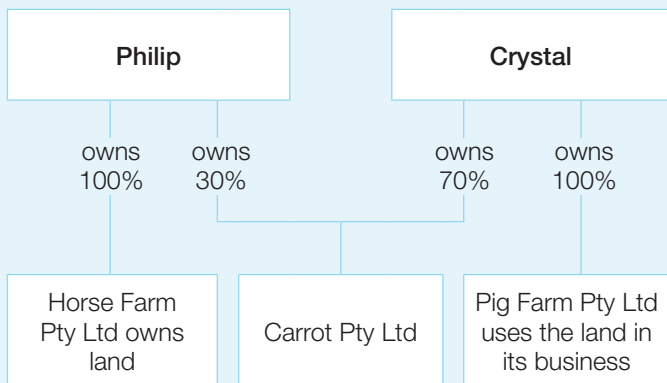 Philip
Crystal
owns
100%
owns
30%
owns
70%
owns
100%
Horse Farm
Pty Ltd owns
land
Carrot Pty Ltd
Pig Farm Pty Ltd
uses the land in
its business